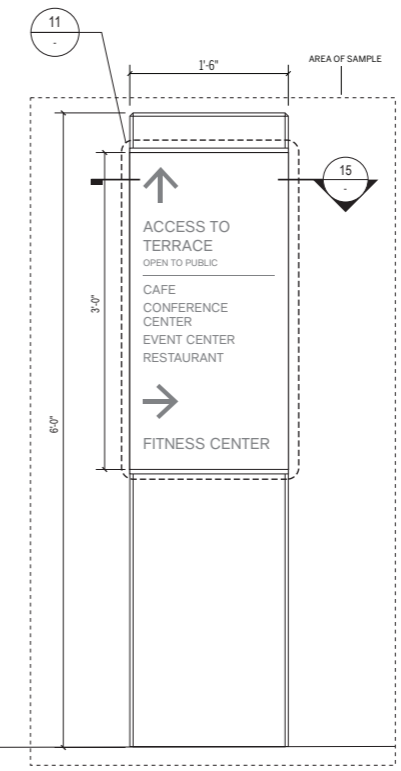 11
-
1'-6"
AREA OF SAMPLE
15
-
ACCESS TO
TERRACE
OPEN TO PUBLIC
CAFE
CONFERENCE
CENTER
EVENT CENTER
RESTAURANT
3'-0"
6'-0"
FITNESS CENTER